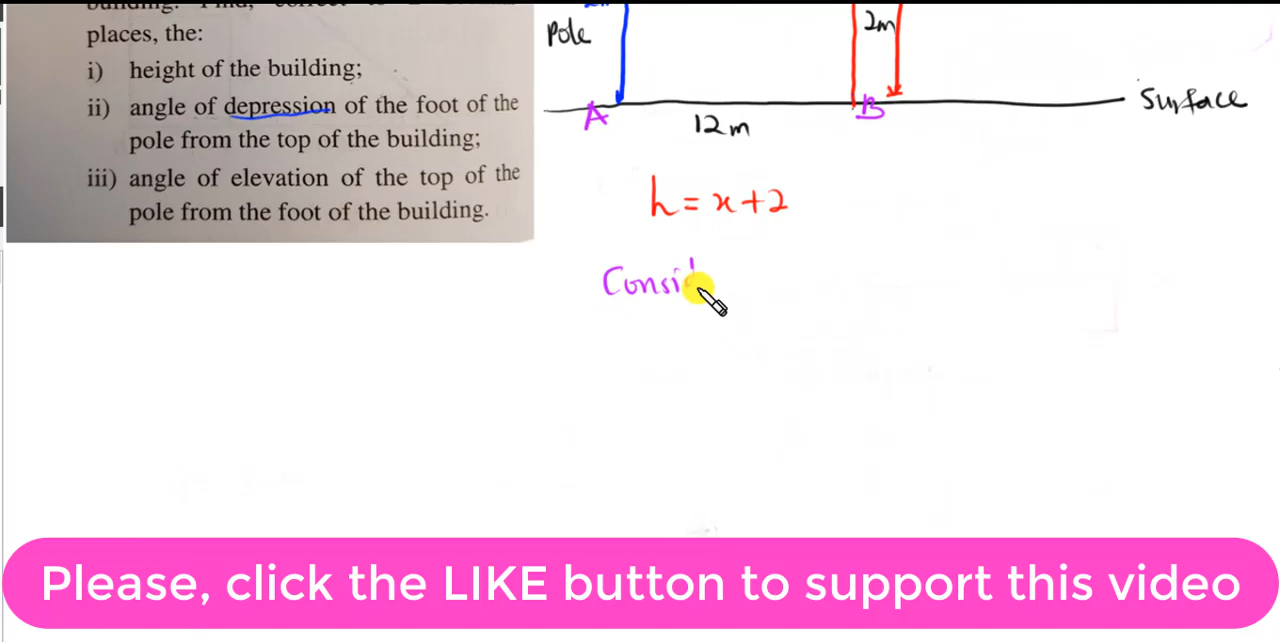 places, the:
i) height of the building;
ii) angle of depression of the foot of the
pole from the top of the building;
iii) angle of elevation of the top of the
pole from the foot of the building.
Pole
2m
A
B
Surface
12m
h = x+2
Consid
Please, click the LIKE button to support this video